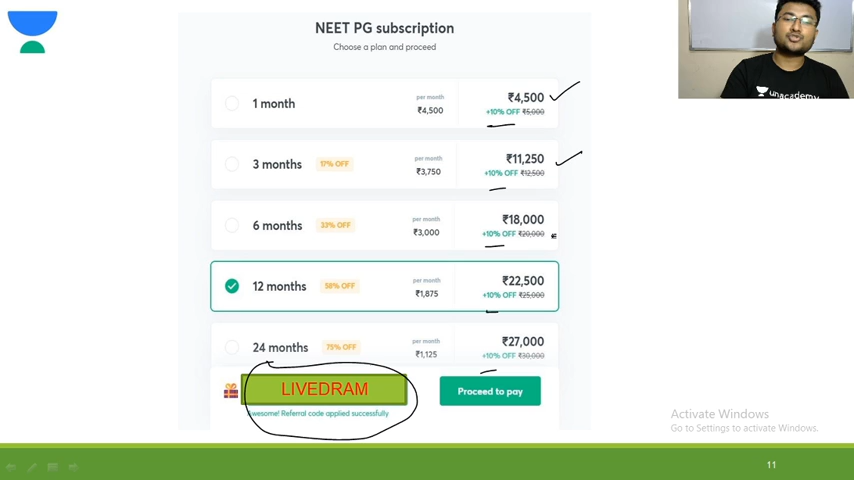 NEET PG subscription
Choose a plan and proceed
1 month
per month
₹4,500
₹4,500
+10% OFF ₹5,000
3 months
17% OFF
per month
₹3,750
₹11,250
+10% OFF ₹12,500
6 months
33% OFF
per month
₹3,000
₹18,000
+10% OFF ₹20,000
12 months
58% OFF
per month
₹1,875
₹22,500
+10% OFF ₹25,000
24 months
75% OFF
per month
₹1,125
₹27,000
+10% OFF ₹30,000
LIVEDRAM
Awesome! Referral code applied successfully
Proceed to pay
unacademy
Activate Windows
Go to Settings to activate Windows.
11